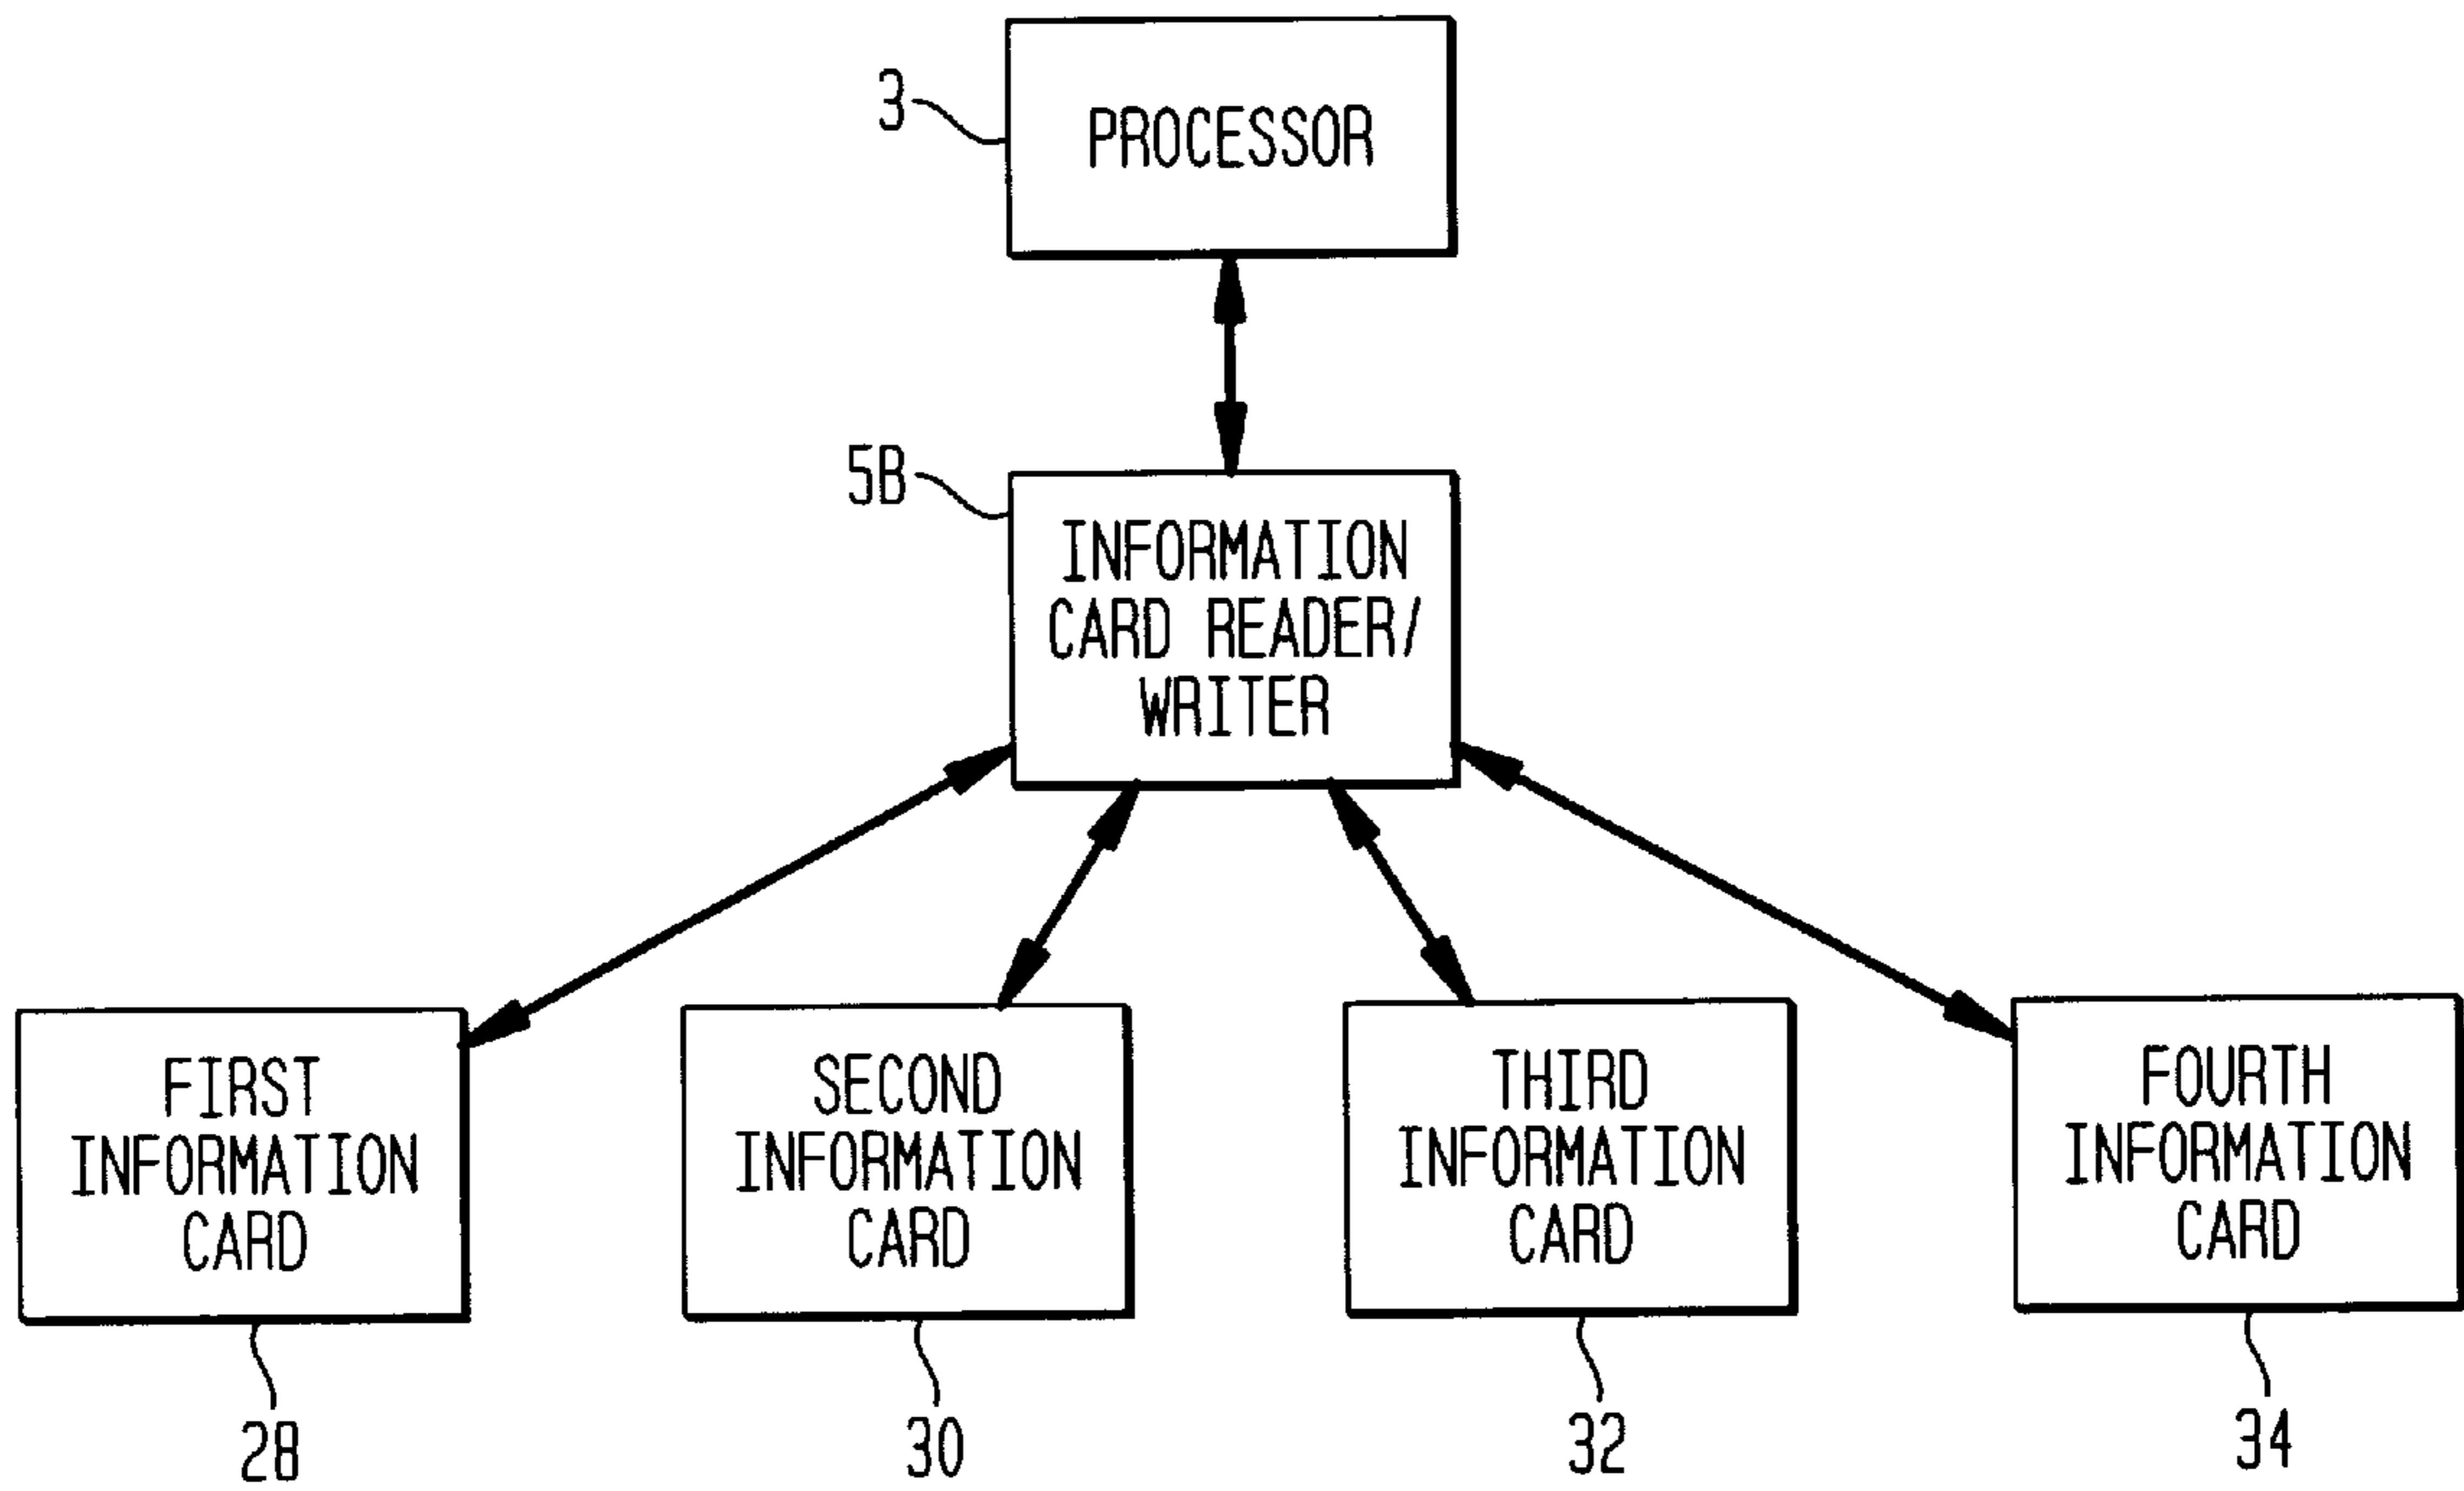 3
PROCESSOR
5B
INFORMATION
CARD READER/
WRITER
FIRST
INFORMATION
CARD
SECOND
INFORMATION
CARD
THIRD
INFORMATION
CARD
FOURTH
INFORMATION
CARD
28
30
32
34